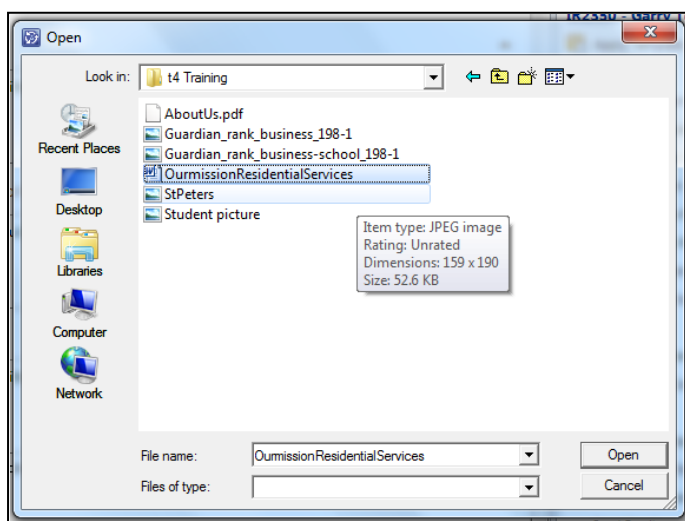 IR2350 - Garry
Open
Look in:
t4 Training
Recent Places
Desktop
Libraries
Computer
Network
AboutUs.pdf
Guardian_rank_business_198-1
Guardian_rank_business-school_198-1
OurmissionResidentialServices
StPeters
Student picture
Item type: JPEG image
Rating: Unrated
Dimensions: 159 x 190
Size: 52.6 KB
File name:
OurmissionResidentialServices
Open
Files of type:
Cancel